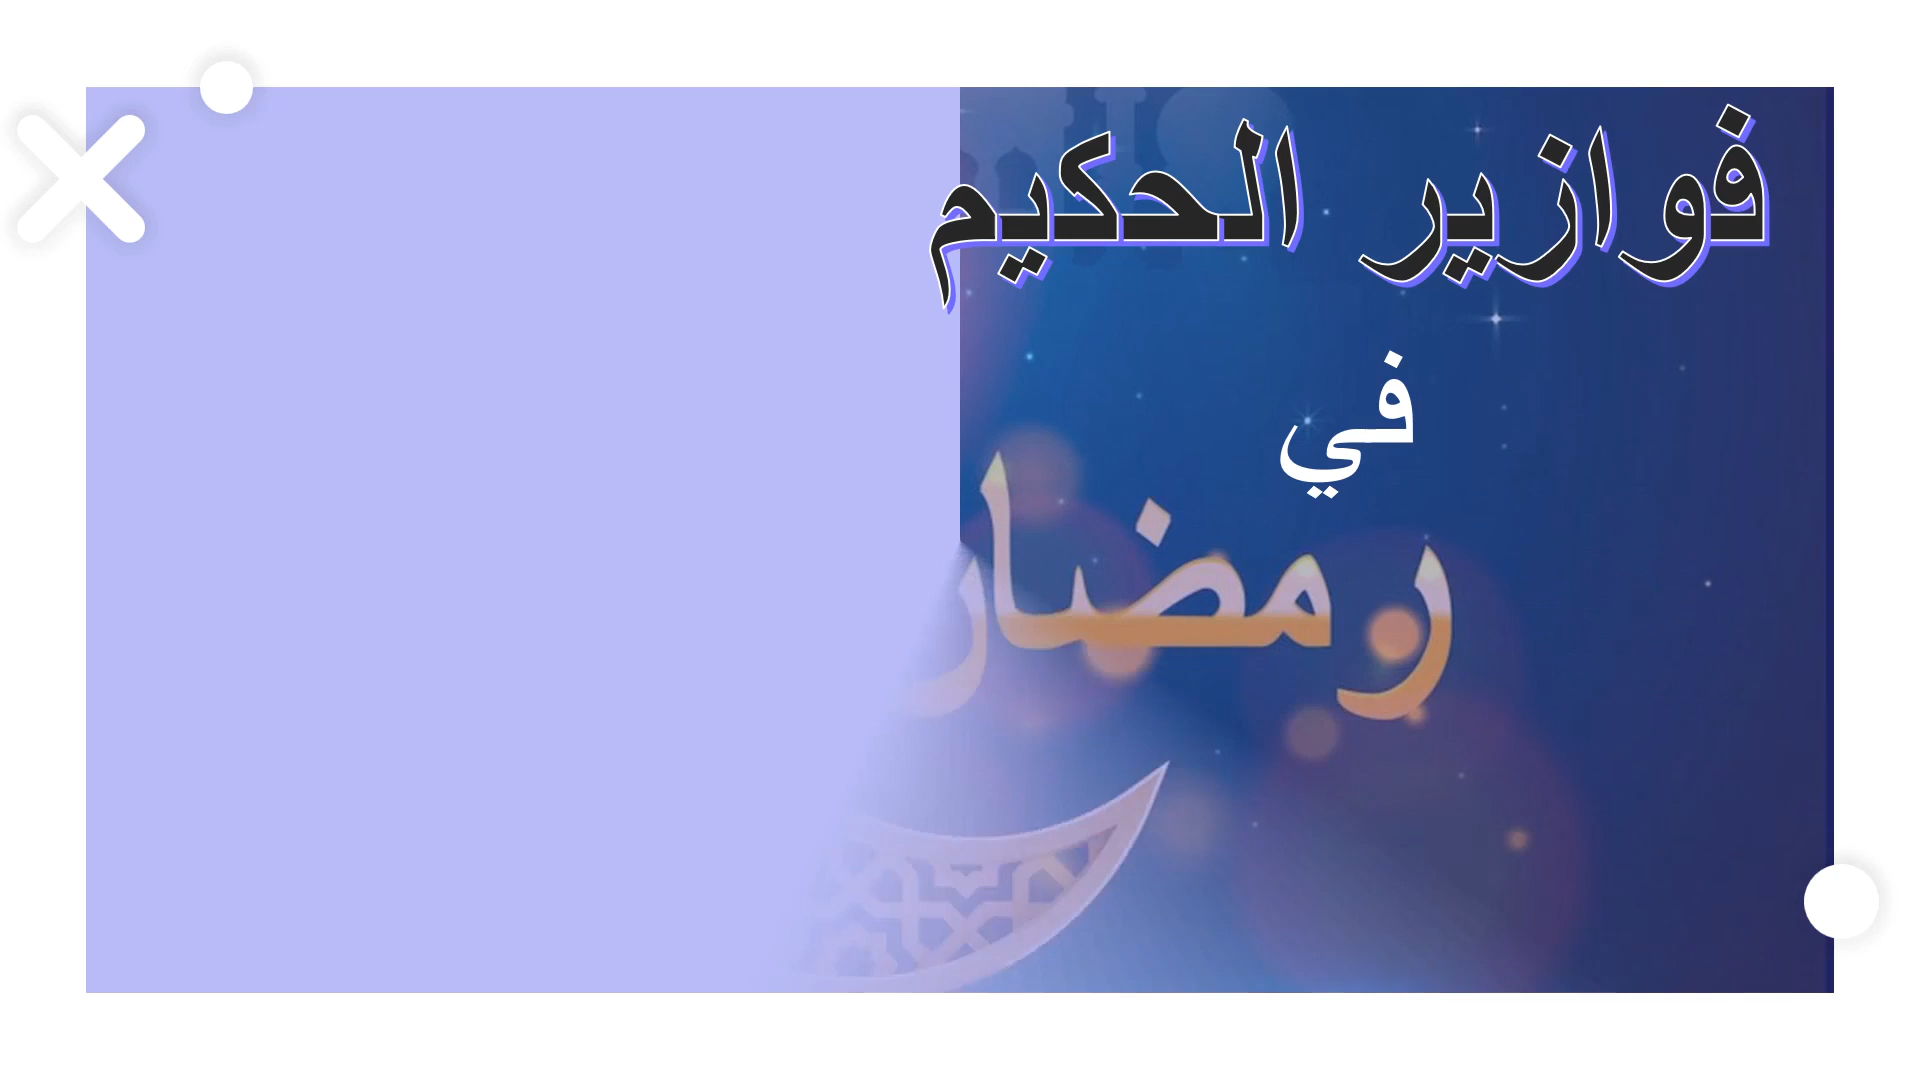 فوازير الحكيم
في
رمضان